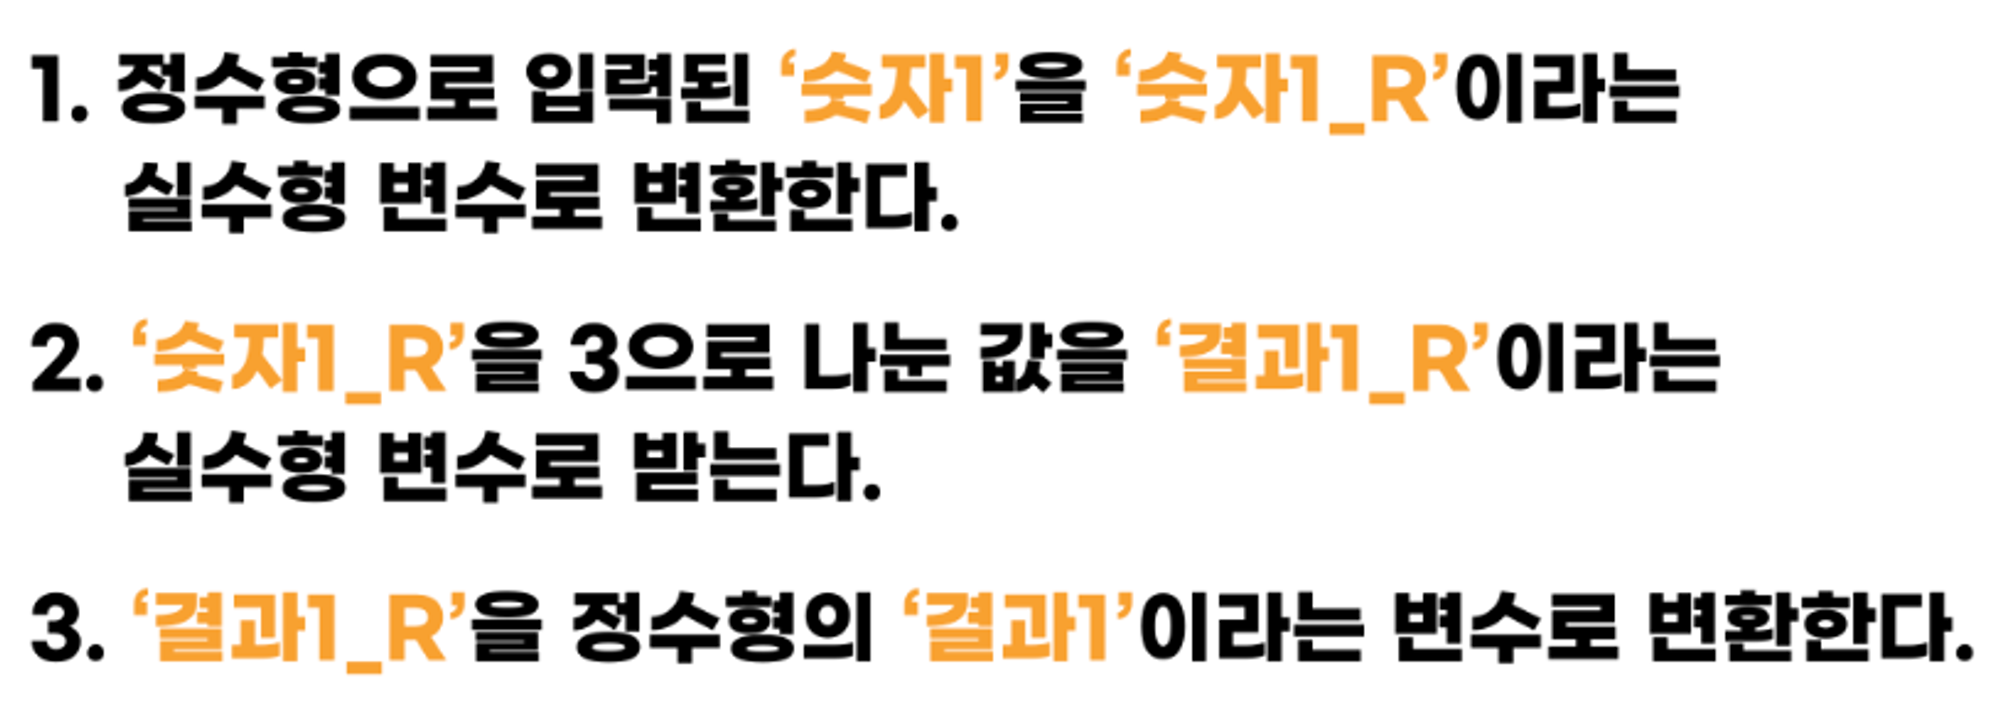 1. 정수형으로 입력된 ‘숫자1’을 ‘숫자1_R’이라는
실수형 변수로 변환한다.
2. ‘숫자1_R’을 3으로 나눈 값을 ‘결과1_R’이라는
실수형 변수로 받는다.
3. ‘결과1_R’을 정수형의 ‘결과1’이라는 변수로 변환한다.